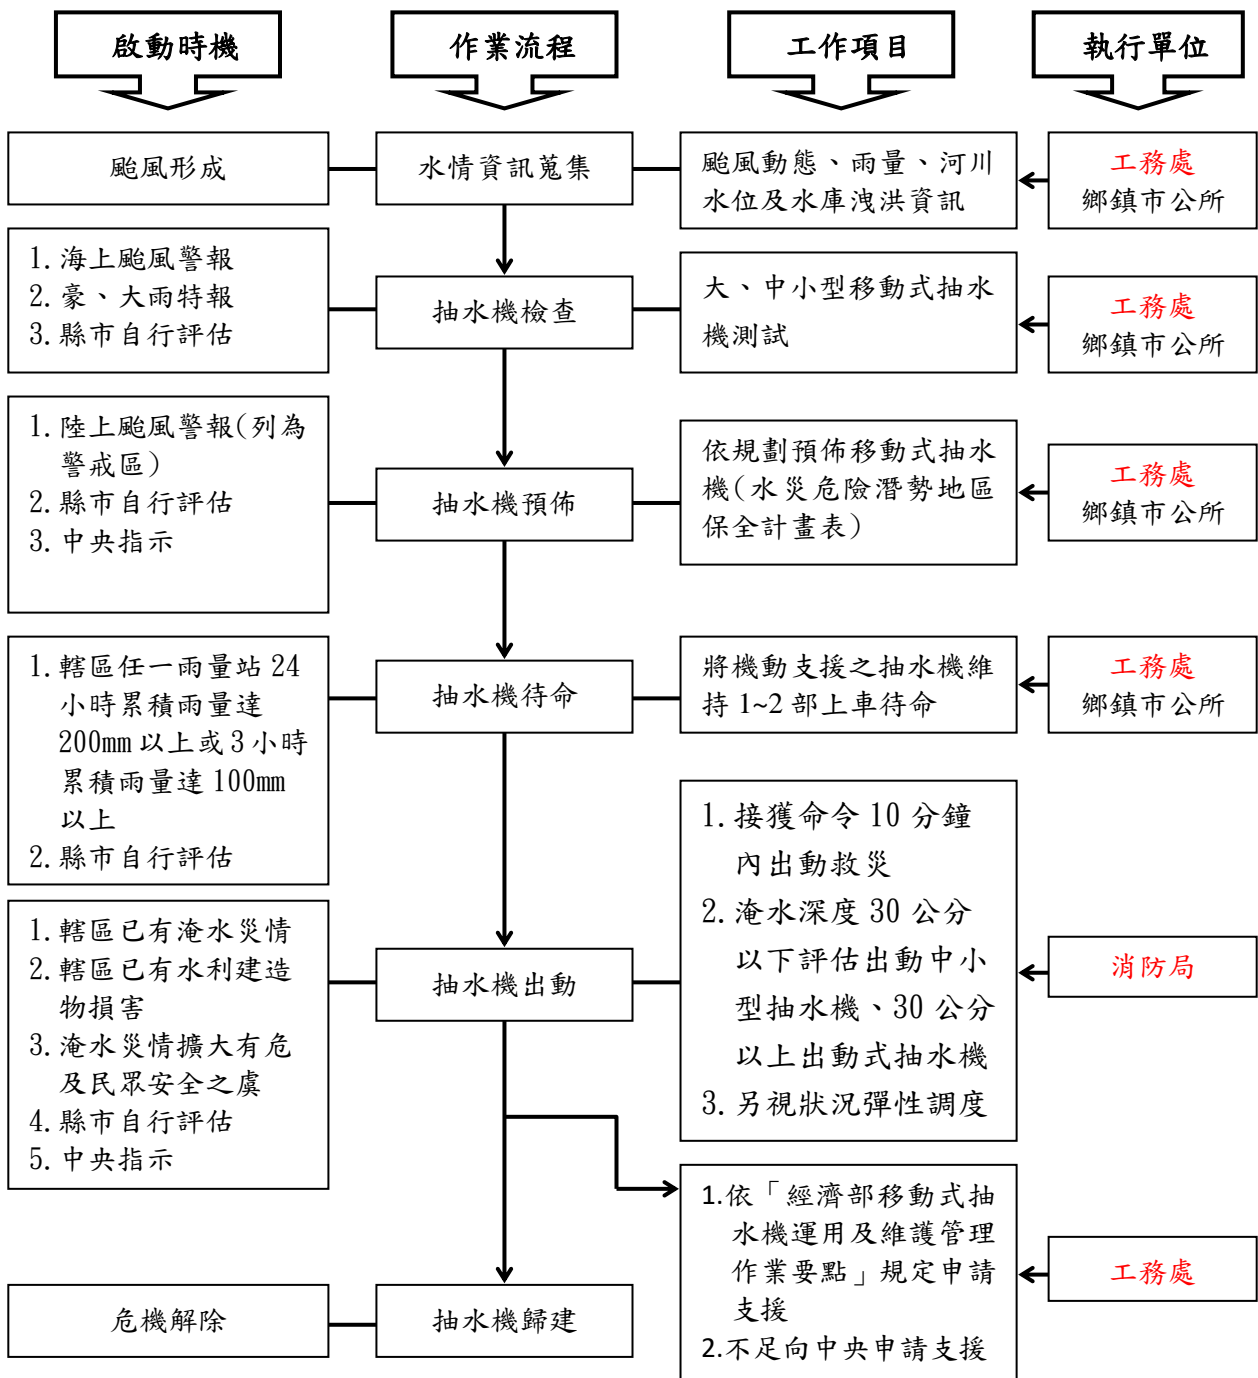 啟動時機
作業流程
工作項目
執行單位
颱風形成
水情資訊蒐集
颱風動態、雨量、河川
水位及水庫洩洪資訊
工務處
鄉鎮市公所
1. 海上颱風警報
2. 豪、大雨特報
3. 縣市自行評估
抽水機檢查
大、中小型移動式抽水
機測試
工務處
鄉鎮市公所
1. 陸上颱風警報(列為
警戒區)
2. 縣市自行評估
3. 中央指示
抽水機預佈
依規劃預佈移動式抽水
機(水災危險潛勢地區
保全計畫表)
工務處
鄉鎮市公所
1. 轄區任一雨量站 24
小時累積雨量達
200mm 以上或 3 小時
累積雨量達 100mm
以上
2. 縣市自行評估
抽水機待命
將機動支援之抽水機維
持 1~2 部上車待命
工務處
鄉鎮市公所
1. 轄區已有淹水災情
2. 轄區已有水利建造
物損害
3. 淹水災情擴大有危
及民眾安全之虞
4. 縣市自行評估
5. 中央指示
抽水機出動
1. 接獲命令 10 分鐘
內出動救災
2. 淹水深度 30 公分
以下評估出動中小
型抽水機、30 公分
以上出動式抽水機
3. 另視狀況彈性調度
消防局
1.依「經濟部移動式抽
水機運用及維護管理
作業要點」規定申請
支援
2.不足向中央申請支援
工務處
危機解除
抽水機歸建